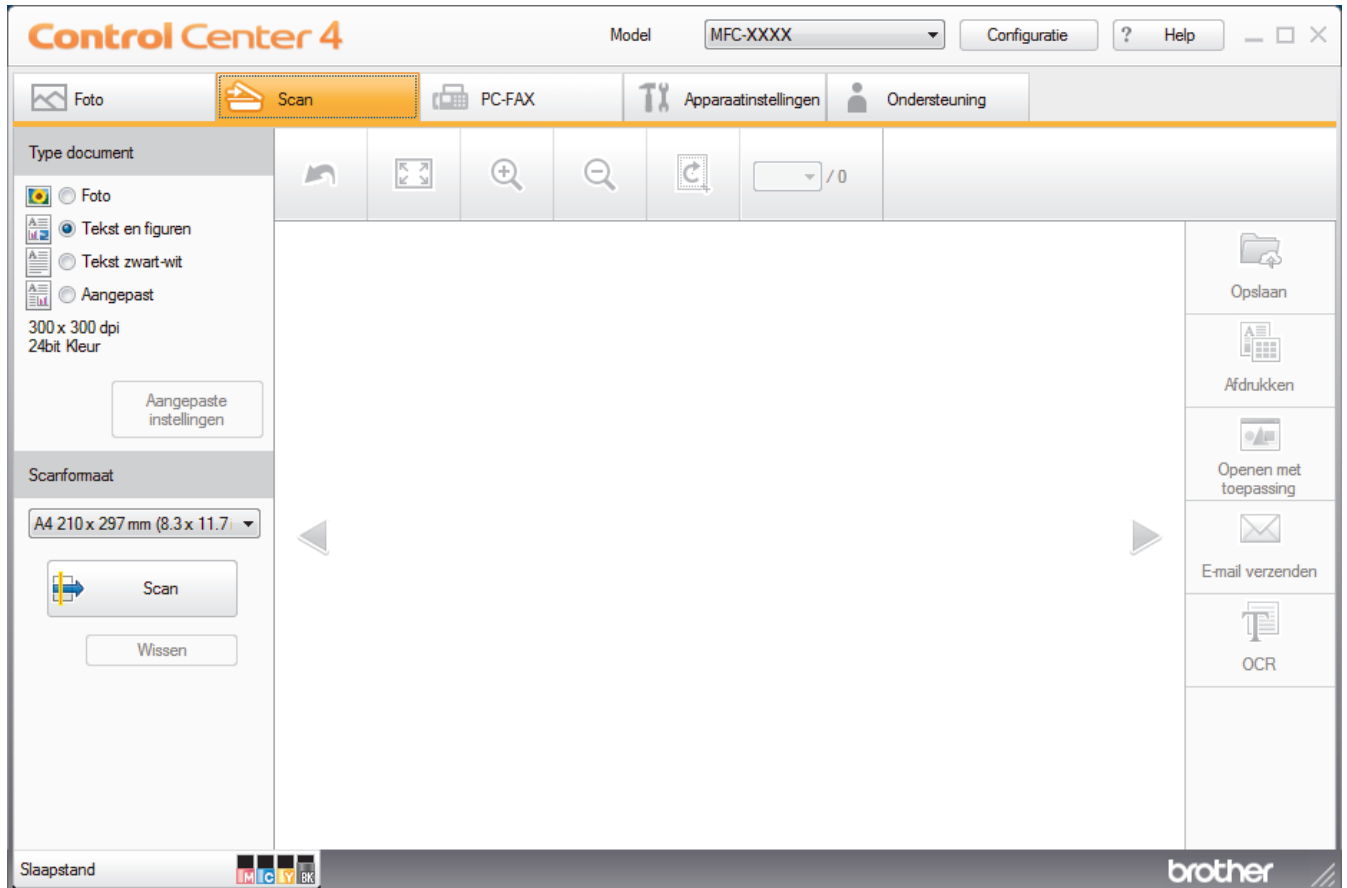 Control Center 4
Model
MFC-XXXX
Configuratie
? Help
Foto
Scan
PC-FAX
Apparaatinstellingen
Ondersteuning
Type document
Foto
Tekst en figuren
Tekst zwart-wit
Aangepast
300 x 300 dpi
24bit Kleur
Aangepaste
instellingen
Scanformaat
A4 210 x 297 mm (8.3 x 11.7
Scan
Wissen
/ 0
Opslaan
Afdrukken
Openen met
toepassing
E-mail verzenden
OCR
Slaapstand
M C Y BK
brother